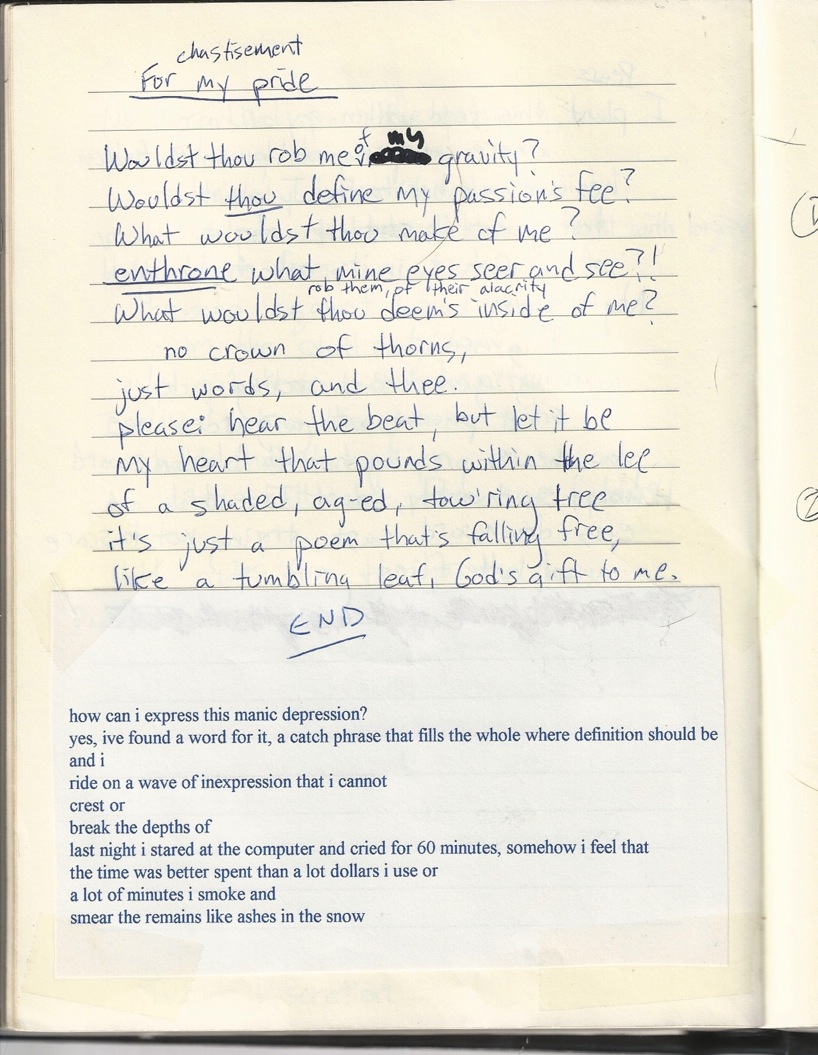 chastisement
For my pride
Wouldst thou rob me of my gravity?
Wouldst thou define my passion's fee?
What wouldst thou make of me?
enthrone what mine eyes seer and see?!
rob them, of their alacrity
What wouldst thou deem's inside of me?
no crown of thorns,
just words, and thee.
please: hear the beat, but let it be
my heart that pounds within the lee
of a shaded, ag-ed, tow'ring tree
it's just a poem that's falling free,
like a tumbling leaf, God's gift to me.
END
how can i express this manic depression?
yes, ive found a word for it, a catch phrase that fills the whole where definition should be
and i
ride on a wave of inexpression that i cannot
crest or
break the depths of
last night i stared at the computer and cried for 60 minutes, somehow i feel that
the time was better spent than a lot dollars i use or
a lot of minutes i smoke and
smear the remains like ashes in the snow